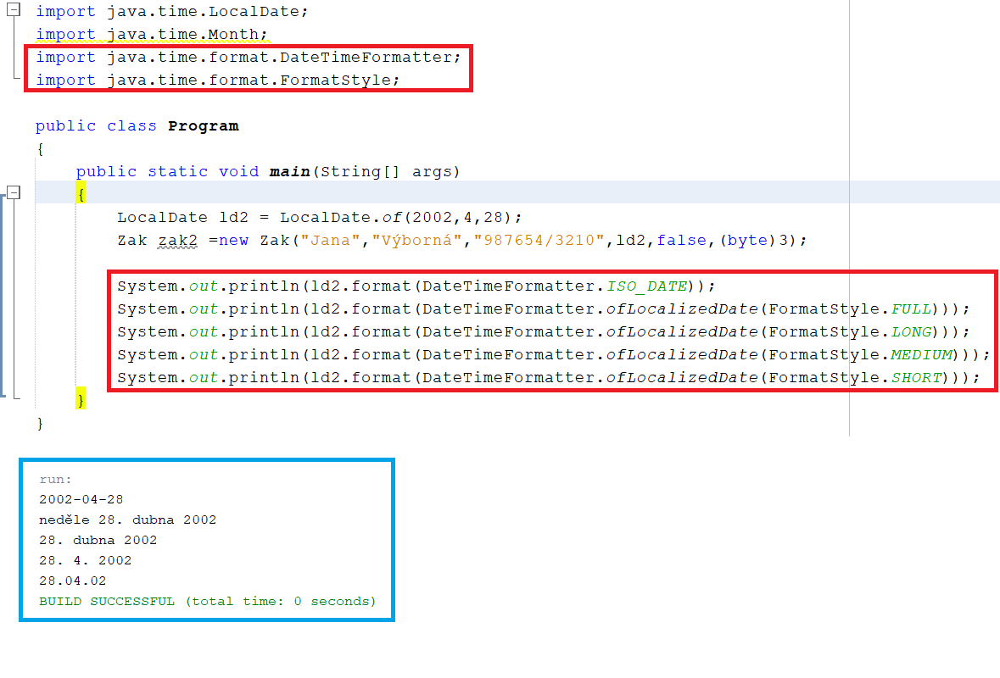 import java.time.LocalDate;
import java.time.Month;
import java.time.format.DateTimeFormatter;
import java.time.format.FormatStyle;
public class Program
{
public static void main(String[] args)
{
LocalDate ld2 = LocalDate.of(2002,4,28);
Zak zak2 =new Zak("Jana","Výborná","987654/3210",ld2,false,(byte)3);
System.out.println(ld2.format(DateTimeFormatter.ISO_DATE));
System.out.println(ld2.format(DateTimeFormatter.ofLocalizedDate(FormatStyle.FULL)));
System.out.println(ld2.format(DateTimeFormatter.ofLocalizedDate(FormatStyle.LONG)));
System.out.println(ld2.format(DateTimeFormatter.ofLocalizedDate(FormatStyle.MEDIUM)));
System.out.println(ld2.format(DateTimeFormatter.ofLocalizedDate(FormatStyle.SHORT)));
}
}
run:
2002-04-28
neděle 28. dubna 2002
28. dubna 2002
28. 4. 2002
28.04.02
BUILD SUCCESSFUL (total time: 0 seconds)